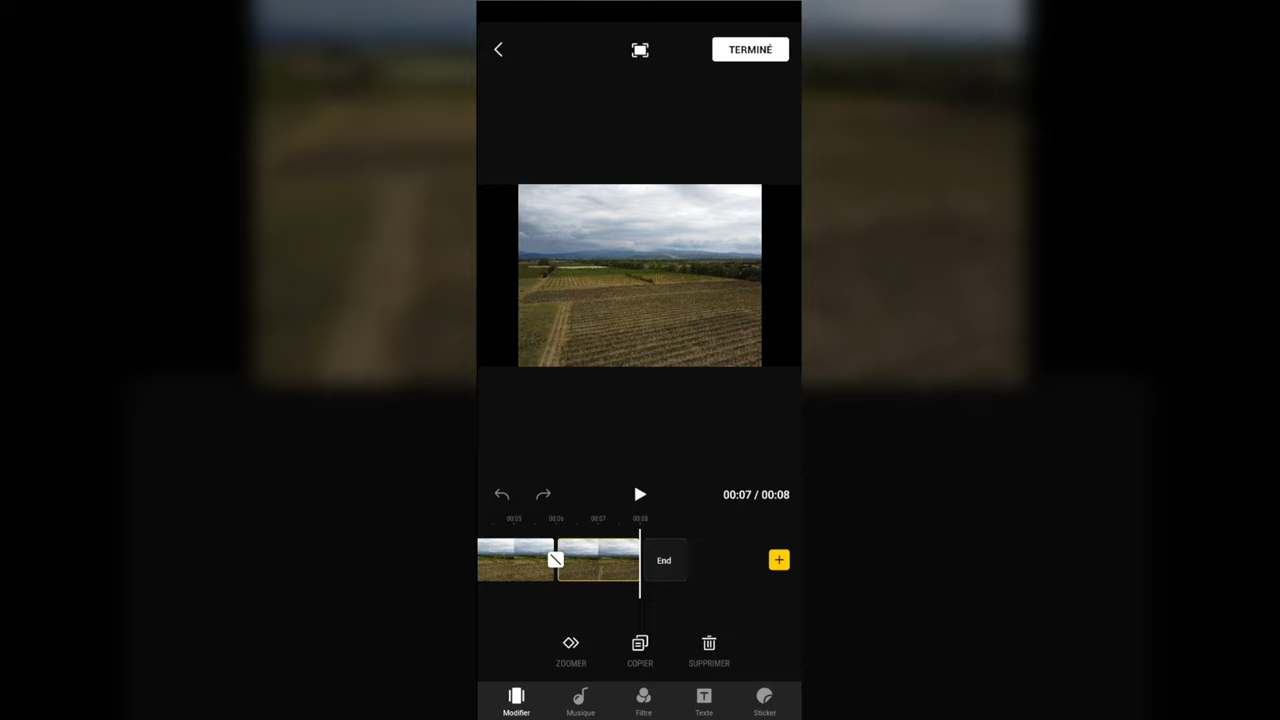 TERMINÉ
00:07 / 00:08
00:05 00:06 00:07 00:08
End
ZOOMER COPIER SUPPRIMER
Modifier Musique Filtre Texte Sticker